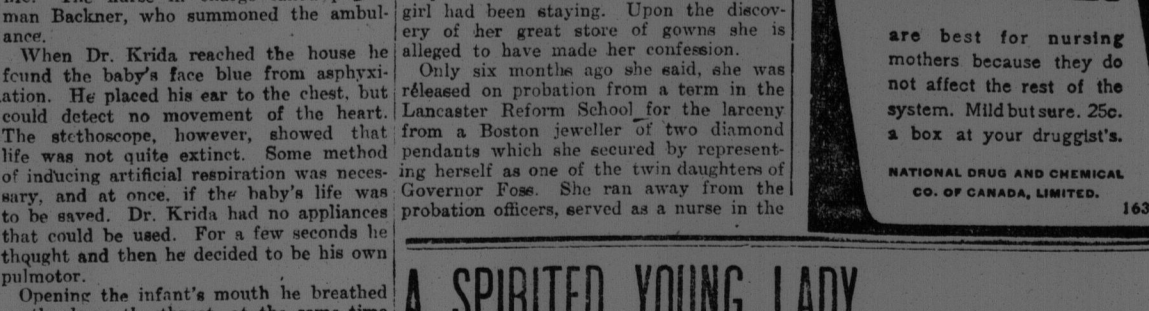 man Backner, who summoned the ambul-
ance.
When Dr. Krida reached the house he
fcund the baby's face blue from asphyxi-
ation. He placed his ear to the chest. but
could detect no movement of the heart.
The stethoscope, however, showed that
life was not quite extinct. Some method
of inducing artificial respiration was neces-
sary, and at once. if the baby's life was
to be saved. Dr. Krida had no appliances
that could be used. For a few seconds he
thought and then he decided to be his own
pulmotor.
Opening the infant's mouth he breathed
girl had been staying. Upon the discov-
ery of her great store of gowns she is
alleged to have made her confession.
Only six months ago she said, she was
released on probation from a term in the
Lancaster Reform School for the larceny
from a Boston jeweller of two diamond
pendants which she secured by represent-
ing herself as one of the twin daughters of
Governor Foss. She ran away from the
probation officers, served as a nurse in the
A SPIRITED YOUNG LADY
are best for nursing
mothers because they do
not affect the rest of the
system. Mild but sure. 25c.
a box at your druggist's.
NATIONAL DRUG AND CHEMICAL
CO. OF CANADA, LIMITED.
163